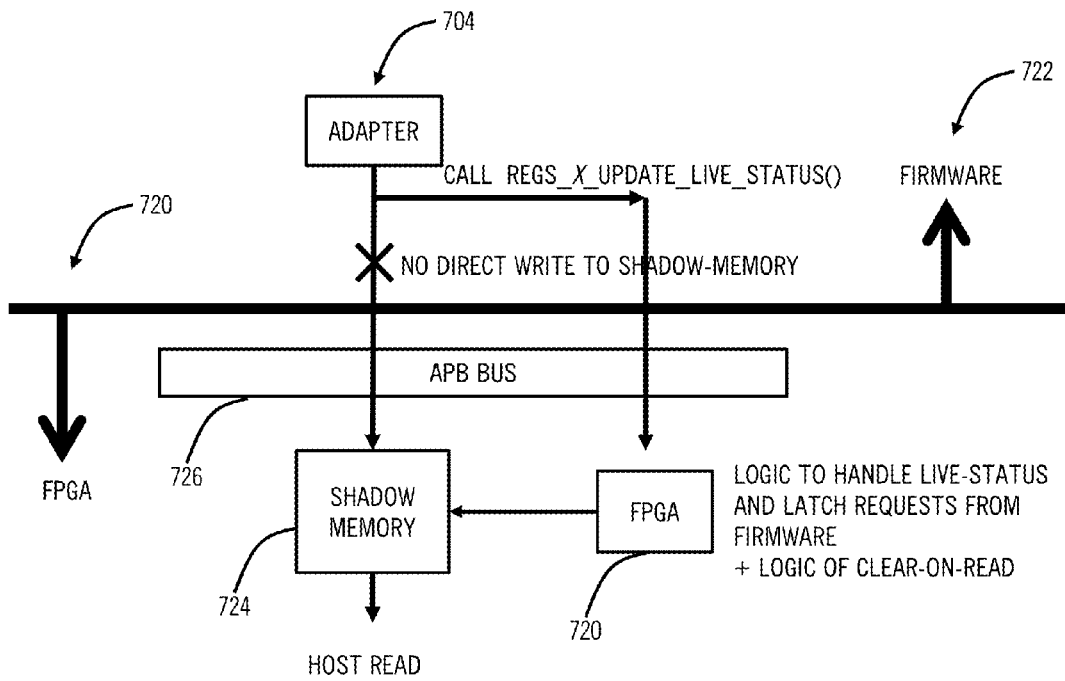 704
722
ADAPTER
CALL REGS_X_UPDATE_LIVE_STATUS()
FIRMWARE
720
NO DIRECT WRITE TO SHADOW-MEMORY
APB BUS
726
FPGA
SHADOW
MEMORY
FPGA
LOGIC TO HANDLE LIVE-STATUS
AND LATCH REQUESTS FROM
FIRMWARE
+ LOGIC OF CLEAR-ON-READ
724
720
HOST READ